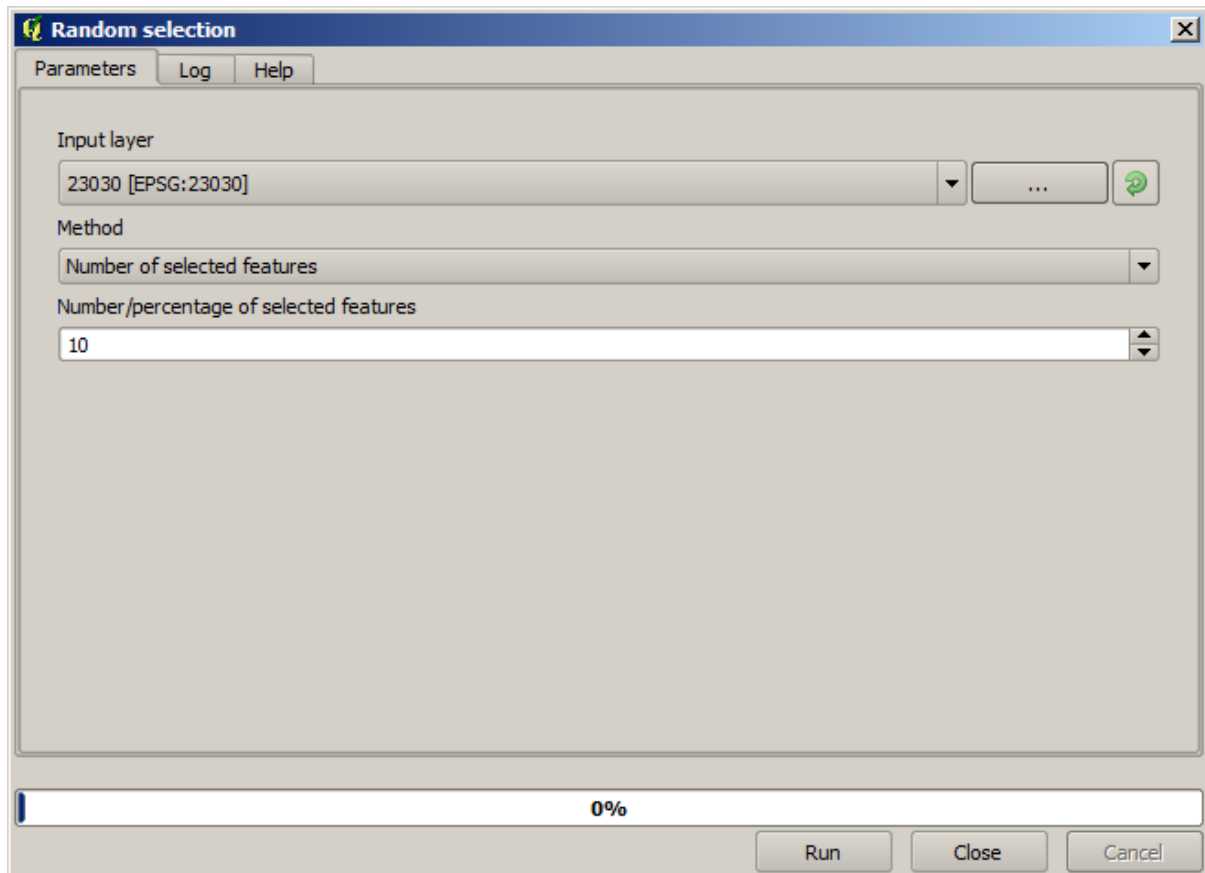 Random selection
Parameters Log Help
Input layer
23030 [EPSG:23030] ...
Method
Number of selected features
Number/percentage of selected features
10
0%
Run Close Cancel